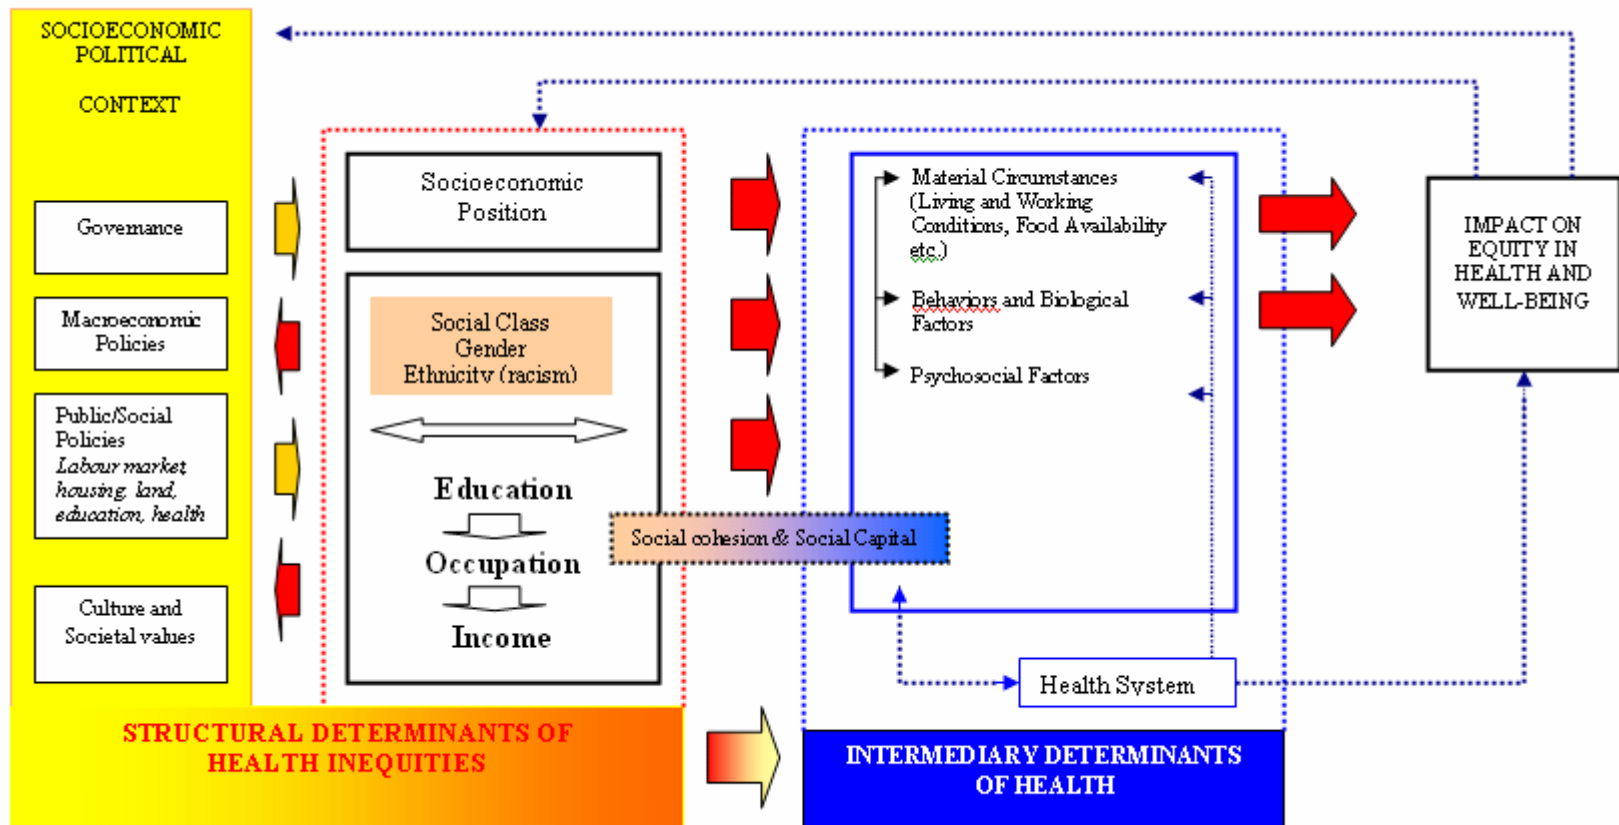 SOCIOECONOMIC
POLITICAL
CONTEXT
Governance
Macroeconomic
Policies
Public/Social
Policies
Labour market,
housing, land,
education, health
Culture and
Societal values
Socioeconomic
Position
Social Class
Gender
Ethnicity (racism)
Education
Occupation
Income
Social cohesion & Social Capital
Material Circumstances
(Living and Working
Conditions, Food Availability
etc.)
Behaviors and Biological
Factors
Psychosocial Factors
Health System
IMPACT ON
EQUITY IN
HEALTH AND
WELL-BEING
STRUCTURAL DETERMINANTS OF
HEALTH INEQUITIES
INTERMEDIARY DETERMINANTS
OF HEALTH